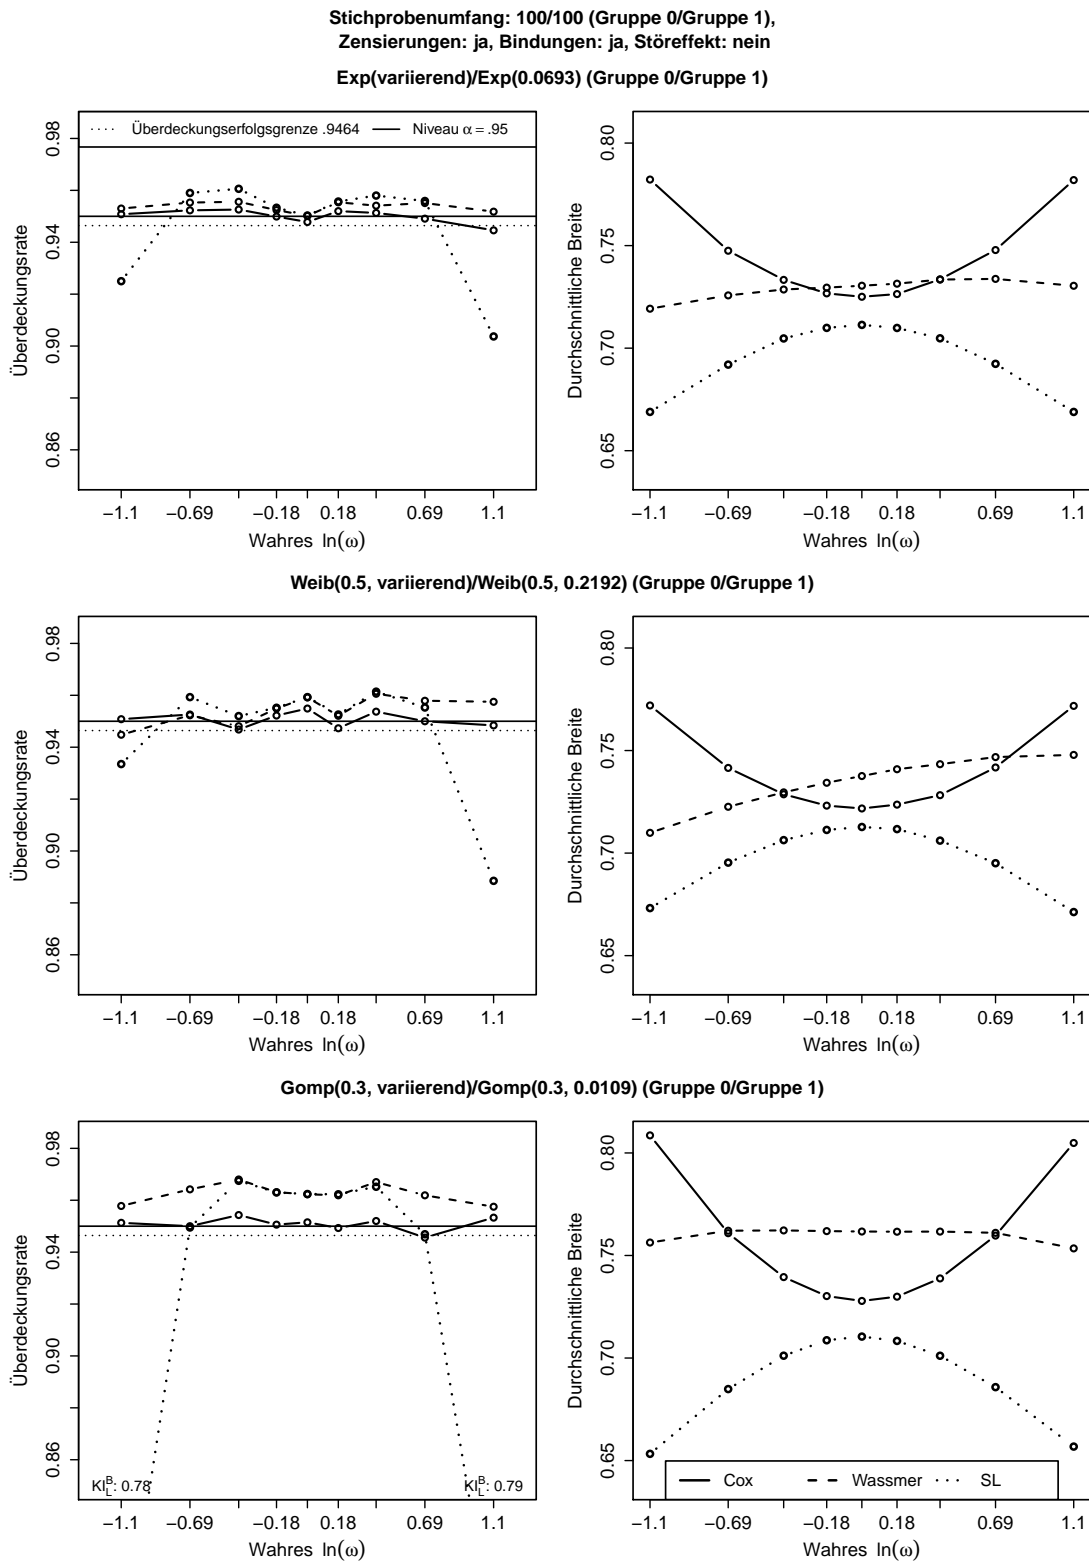 Stichprobenumfang: 100/100 (Gruppe 0/Gruppe 1),
Zensierungen: ja, Bindungen: ja, Störeffekt: nein
Exp(variierend)/Exp(0.0693) (Gruppe 0/Gruppe 1)
Überdeckungserfolgsgrenze .9464
Niveau α = .95
Überdeckungsrate
0.98
0.94
0.90
0.86
−1.1 −0.69 −0.18 0.18 0.69 1.1
Wahres ln(ω)
Durchschnittliche Breite
0.80
0.75
0.70
0.65
−1.1 −0.69 −0.18 0.18 0.69 1.1
Wahres ln(ω)
Weib(0.5, variierend)/Weib(0.5, 0.2192) (Gruppe 0/Gruppe 1)
Überdeckungsrate
0.98
0.94
0.90
0.86
−1.1 −0.69 −0.18 0.18 0.69 1.1
Wahres ln(ω)
Durchschnittliche Breite
0.80
0.75
0.70
0.65
−1.1 −0.69 −0.18 0.18 0.69 1.1
Wahres ln(ω)
Gomp(0.3, variierend)/Gomp(0.3, 0.0109) (Gruppe 0/Gruppe 1)
Überdeckungsrate
0.98
0.94
0.90
0.86
KI_L^B: 0.78
KI_L^B: 0.79
−1.1 −0.69 −0.18 0.18 0.69 1.1
Wahres ln(ω)
Durchschnittliche Breite
0.80
0.75
0.70
0.65
Cox Wassmer SL
−1.1 −0.69 −0.18 0.18 0.69 1.1
Wahres ln(ω)